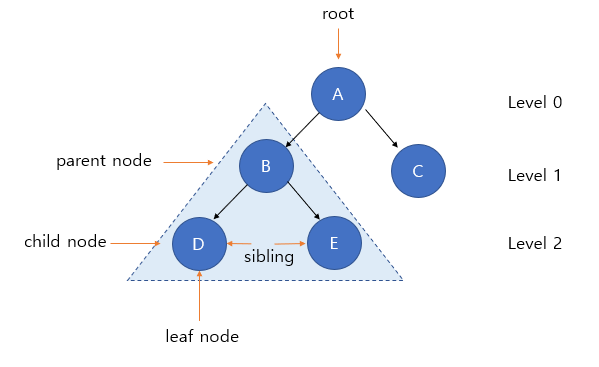 root
A
Level 0
parent node
B
C
Level 1
child node
D
sibling
E
Level 2
leaf node